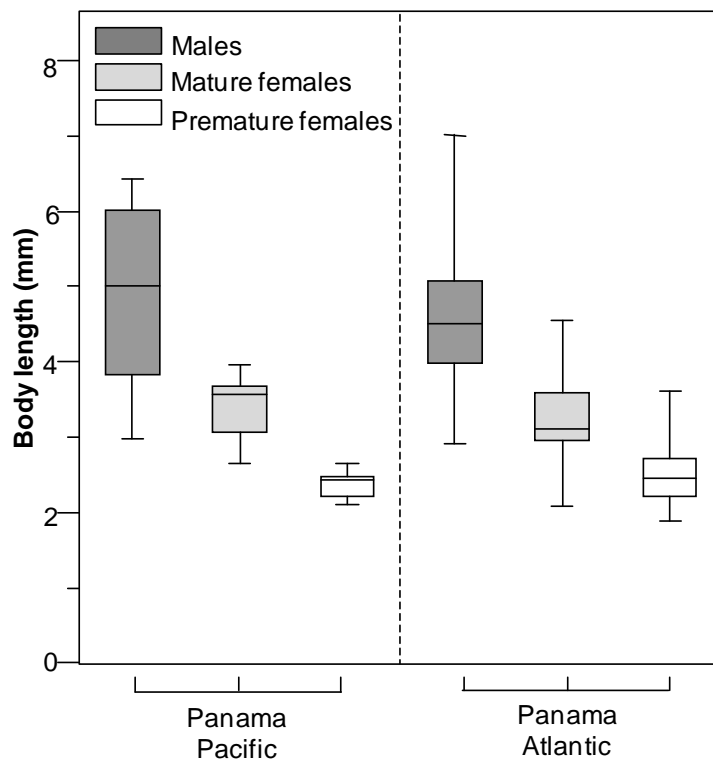 Males
Mature females
Premature females
8
6
4
2
0
Body length (mm)
Panama
Pacific
Panama
Atlantic